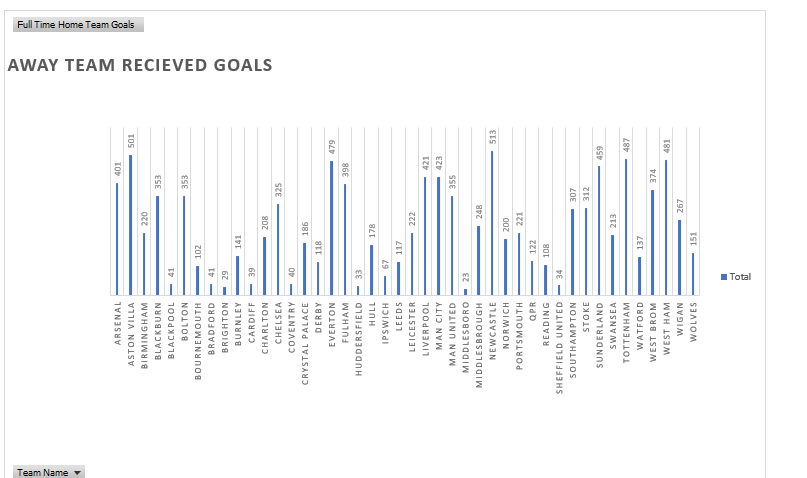 Full Time Home Team Goals
AWAY TEAM RECIEVED GOALS
401
501
220
353
41
353
102
41
29
141
39
208
325
40
186
118
479
398
33
178
67
117
222
421
423
355
23
248
513
200
221
122
108
34
307
312
459
213
487
137
374
481
267
151
Total
ARSENAL
ASTON VILLA
BIRMINGHAM
BLACKBURN
BLACKPOOL
BOLTON
BOURNEMOUTH
BRADFORD
BRIGHTON
BURNLEY
CARDIFF
CHARLTON
CHELSEA
COVENTRY
CRYSTAL PALACE
DERBY
EVERTON
FULHAM
HUDDERSFIELD
HULL
IPSWICH
LEEDS
LEICESTER
LIVERPOOL
MAN CITY
MAN UNITED
MIDDLESBORO
MIDDLESBROUGH
NEWCASTLE
NORWICH
PORTSMOUTH
QPR
READING
SHEFFIELD UNITED
SOUTHAMPTON
STOKE
SUNDERLAND
SWANSEA
TOTTENHAM
WATFORD
WEST BROM
WEST HAM
WIGAN
WOLVES
Team Name